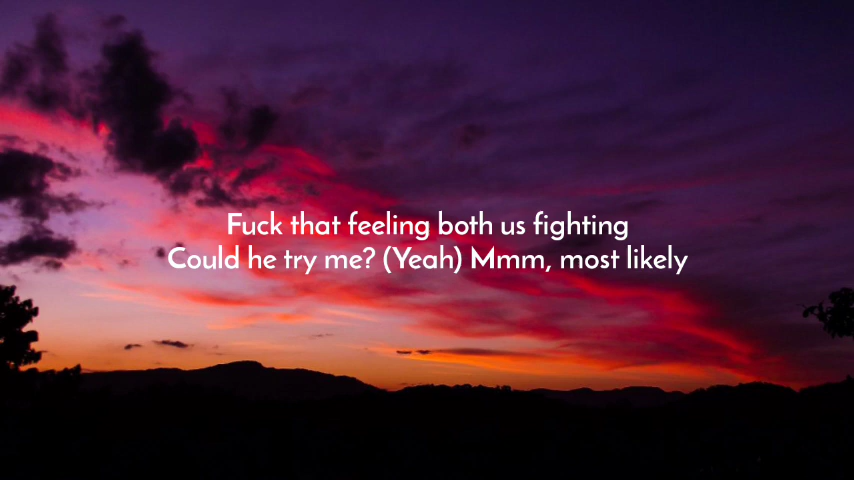 Fuck that feeling both us fighting
Could he try me? (Yeah) Mmm, most likely